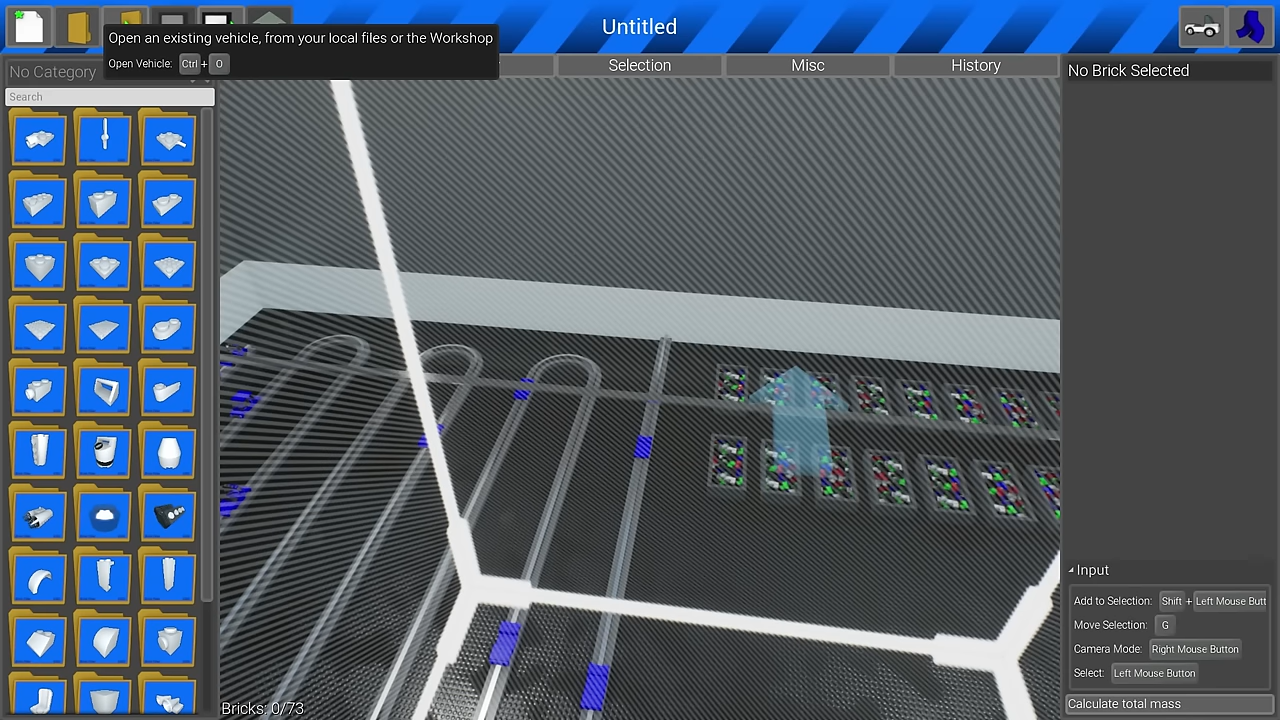 Untitled
Open an existing vehicle, from your local files or the Workshop
Open Vehicle: Ctrl + O
No Category
Search
Selection
Misc
History
No Brick Selected
Input
Add to Selection: Shift + Left Mouse Butt
Move Selection: G
Camera Mode: Right Mouse Button
Select: Left Mouse Button
Calculate total mass
Bricks: 0/73